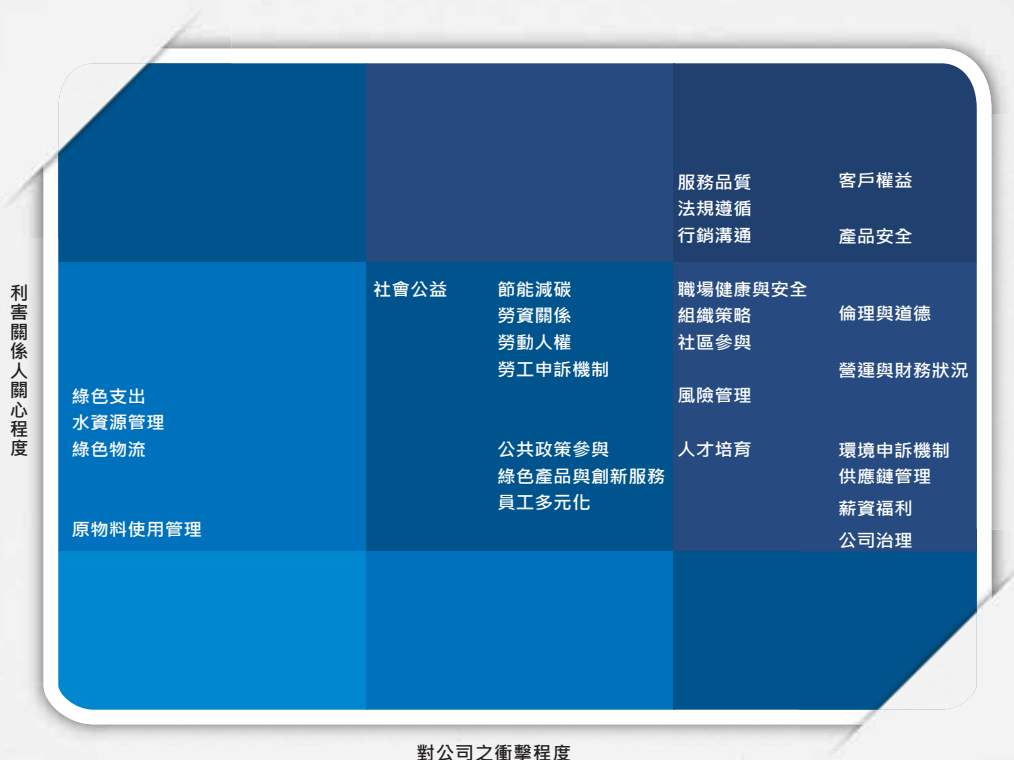 服務品質
法規遵循
行銷溝通
客戶權益
產品安全
利害關係人關心程度
綠色支出
水資源管理
綠色物流
原物料使用管理
社會公益
節能減碳
勞資關係
勞動人權
勞工申訴機制
公共政策參與
綠色產品與創新服務
員工多元化
職場健康與安全
組織策略
社區參與
風險管理
人才培育
倫理與道德
營運與財務狀況
環境申訴機制
供應鏈管理
薪資福利
公司治理
對公司之衝擊程度